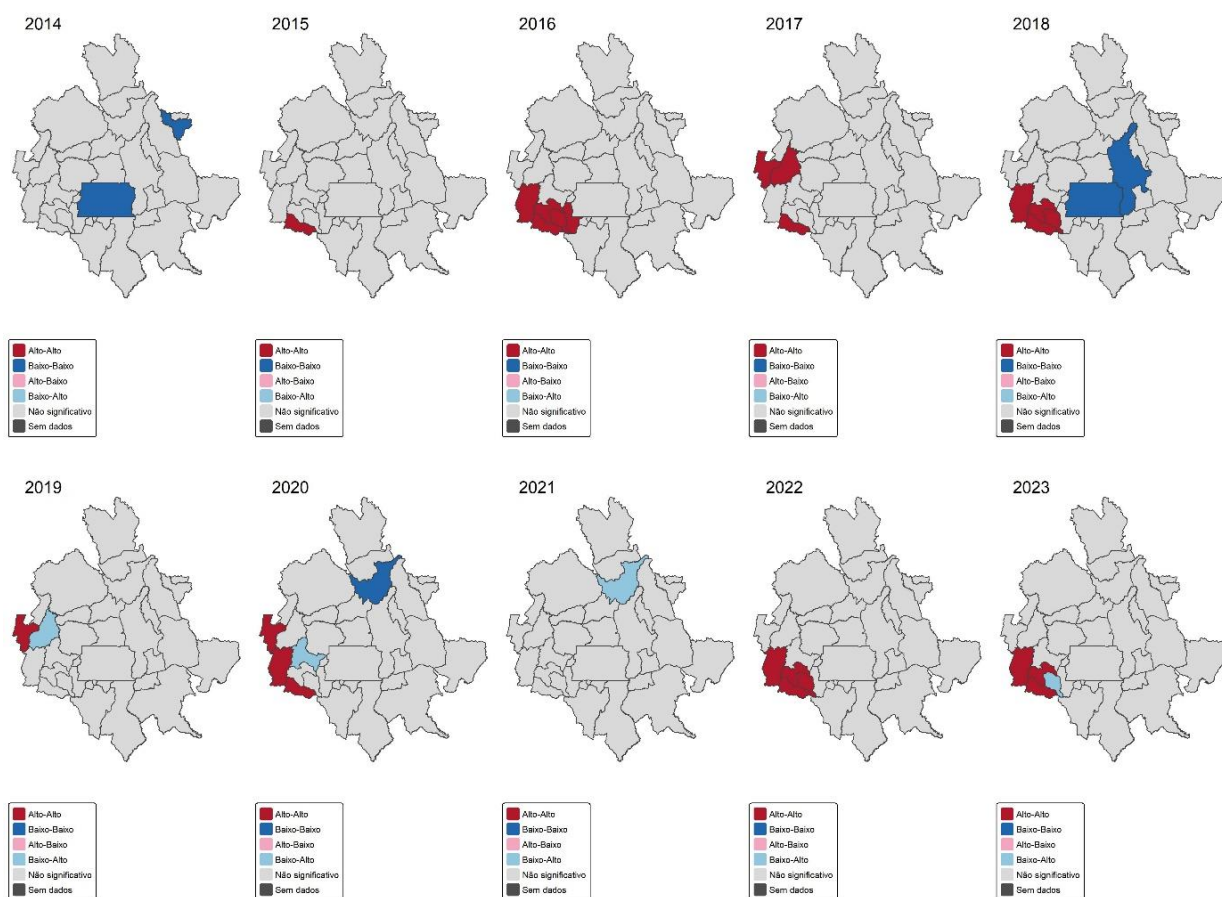 2014
2015
2016
2017
2018
Alto-Alto
Baixo-Baixo
Alto-Baixo
Baixo-Alto
Não significativo
Sem dados
Alto-Alto
Baixo-Baixo
Alto-Baixo
Baixo-Alto
Não significativo
Sem dados
Alto-Alto
Baixo-Baixo
Alto-Baixo
Baixo-Alto
Não significativo
Sem dados
Alto-Alto
Baixo-Baixo
Alto-Baixo
Baixo-Alto
Não significativo
Sem dados
Alto-Alto
Baixo-Baixo
Alto-Baixo
Baixo-Alto
Não significativo
Sem dados
2019
2020
2021
2022
2023
Alto-Alto
Baixo-Baixo
Alto-Baixo
Baixo-Alto
Não significativo
Sem dados
Alto-Alto
Baixo-Baixo
Alto-Baixo
Baixo-Alto
Não significativo
Sem dados
Alto-Alto
Baixo-Baixo
Alto-Baixo
Baixo-Alto
Não significativo
Sem dados
Alto-Alto
Baixo-Baixo
Alto-Baixo
Baixo-Alto
Não significativo
Sem dados
Alto-Alto
Baixo-Baixo
Alto-Baixo
Baixo-Alto
Não significativo
Sem dados